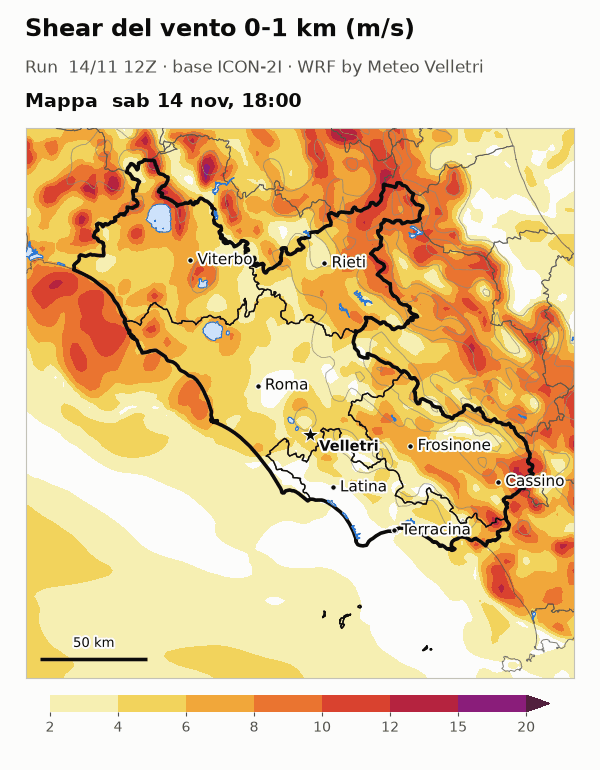 Shear del vento 0-1 km (m/s)
Run  14/11 12Z · base ICON-2I · WRF by Meteo Velletri
Mappa  sab 14 nov, 18:00
Viterbo
Rieti
Roma
Velletri
Frosinone
Latina
Cassino
Terracina
50 km
2 4 6 8 10 12 15 20